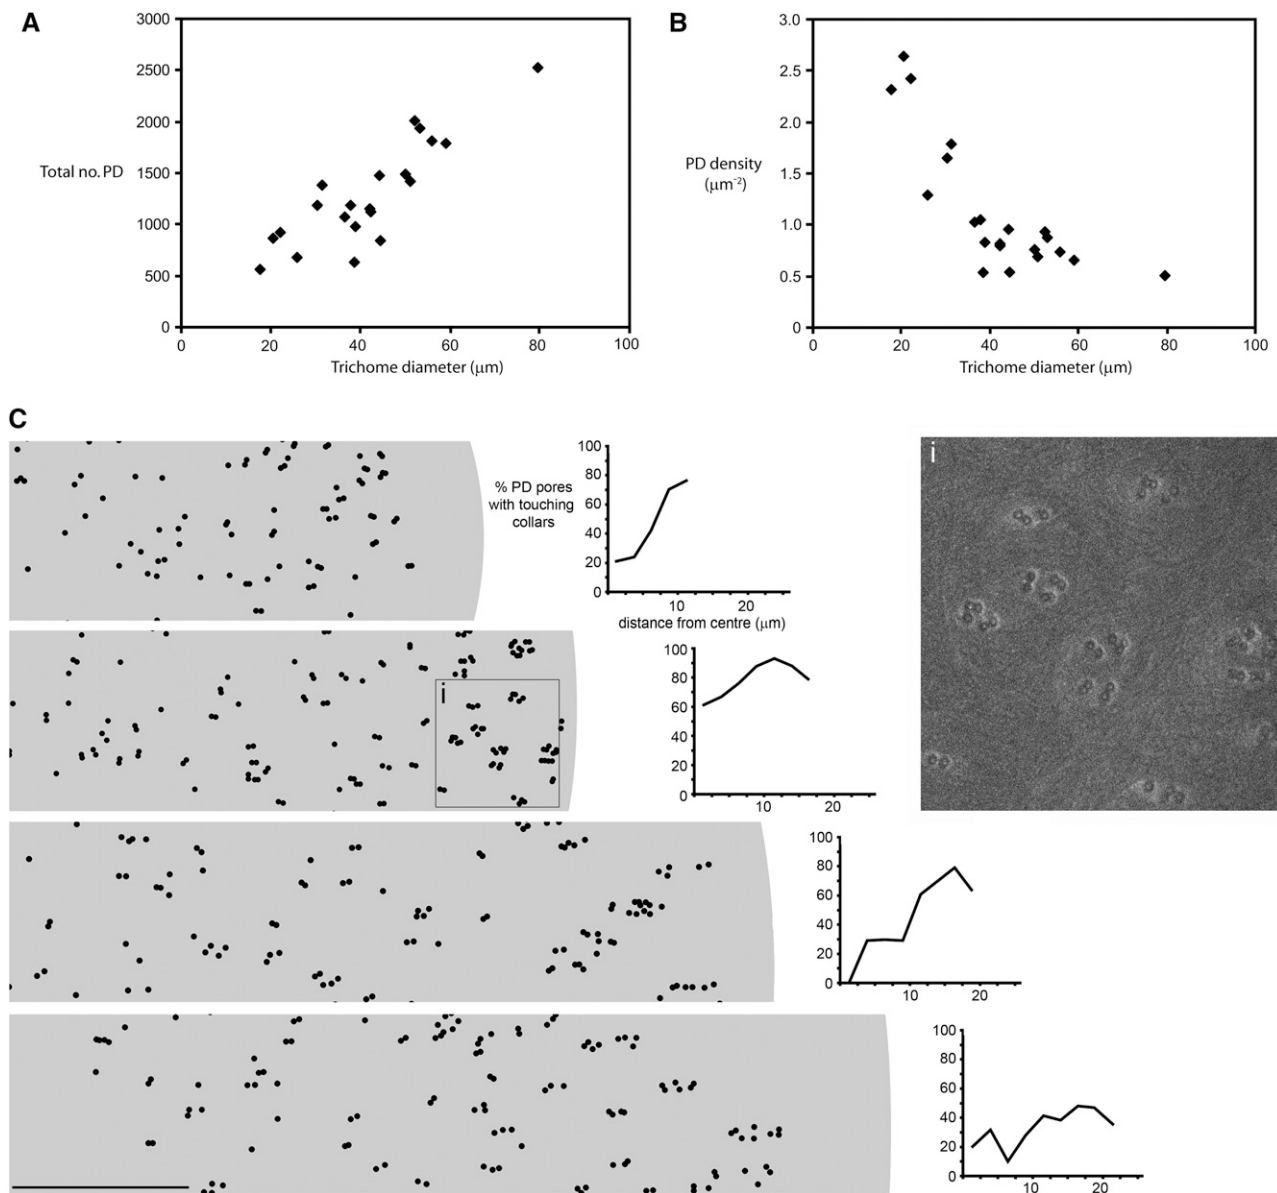 A
3000
2500
2000
1500
1000
500
0
Total no. PD
0 20 40 60 80 100
Trichome diameter (μm)
B
3.0
2.5
2.0
1.5
1.0
0.5
0
PD density
(μm⁻²)
0 20 40 60 80 100
Trichome diameter (μm)
C
% PD pores
with touching
collars
100
80
60
40
20
0
10 20
distance from centre (μm)
i
i
100
80
60
40
20
0
10 20
100
80
60
40
20
0
10 20
100
80
60
40
20
0
10 20